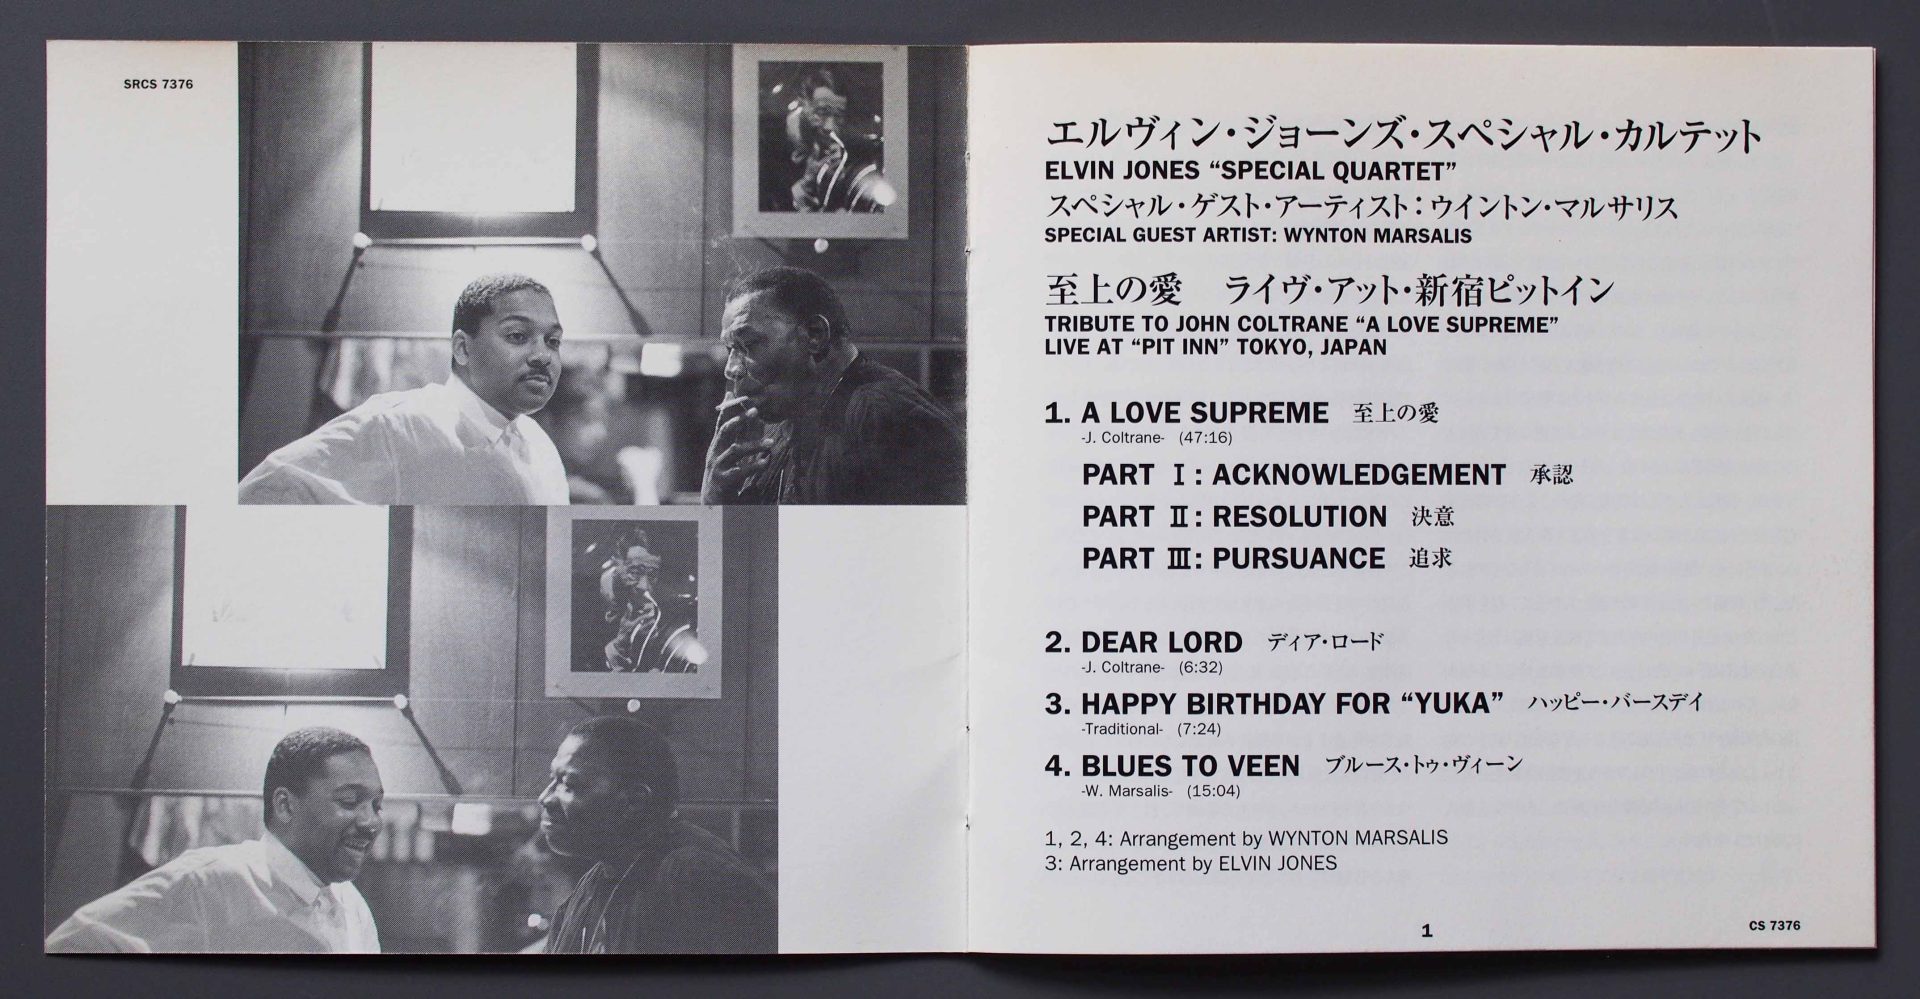 SRCS 7376
エルヴィン・ジョーンズ・スペシャル・カルテット
ELVIN JONES “SPECIAL QUARTET”
スペシャル・ゲスト・アーティスト：ウイントン・マルサリス
SPECIAL GUEST ARTIST: WYNTON MARSALIS
至上の愛　ライヴ・アット・新宿ピットイン
TRIBUTE TO JOHN COLTRANE “A LOVE SUPREME”
LIVE AT “PIT INN” TOKYO, JAPAN
1. A LOVE SUPREME 至上の愛
-J. Coltrane- (47:16)
PART Ⅰ: ACKNOWLEDGEMENT 承認
PART Ⅱ: RESOLUTION 決意
PART Ⅲ: PURSUANCE 追求
2. DEAR LORD ディア・ロード
-J. Coltrane- (6:32)
3. HAPPY BIRTHDAY FOR “YUKA” ハッピー・バースデイ
-Traditional- (7:24)
4. BLUES TO VEEN ブルース・トゥ・ヴィーン
-W. Marsalis- (15:04)
1, 2, 4: Arrangement by WYNTON MARSALIS
3: Arrangement by ELVIN JONES
1
CS 7376